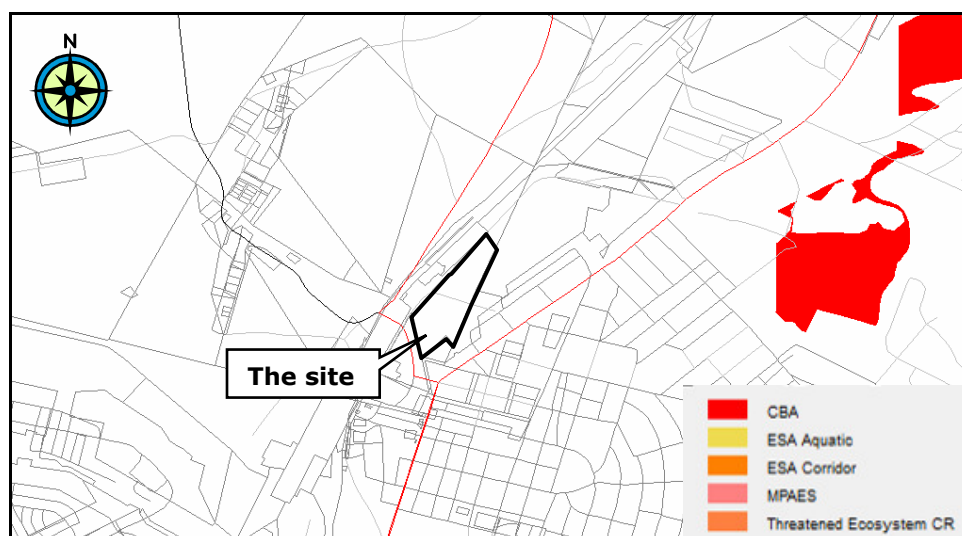 N
The site
CBA
ESA Aquatic
ESA Corridor
MPAES
Threatened Ecosystem CR